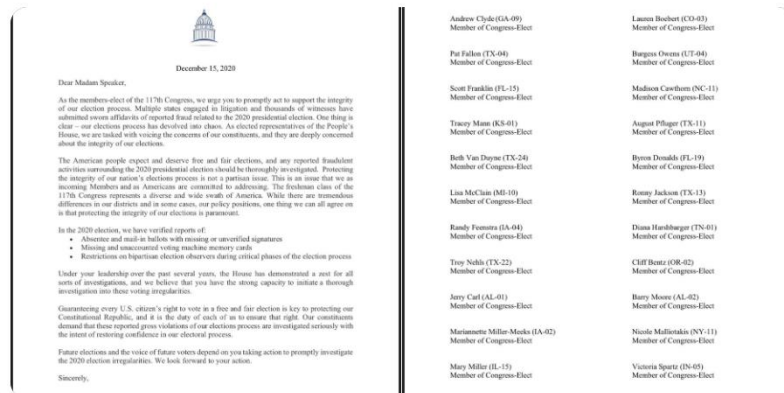 December 15, 2020
Dear Madam Speaker,
As the members-elect of the 117th Congress, we urge you to promptly act to support the integrity
of our election process. Multiple states engaged in litigation and thousands of witnesses have
submitted sworn affidavits of reported fraud related to the 2020 presidential election. One thing is
clear – our elections process has devolved into chaos. As elected representatives of the People's
House, we are tasked with voicing the concerns of our constituents, and they are deeply concerned
about the integrity of our elections.
The American people expect and deserve free and fair elections, and any reported fraudulent
activities surrounding the 2020 presidential election should be thoroughly investigated. Protecting
the integrity of our nation's elections process is not a partisan issue. This is an issue that we as
incoming Members and as Americans are committed to addressing. The freshman class of the
117th Congress represents a diverse and wide swath of America. While there are tremendous
differences in our districts and in some cases, our policy positions, one thing we can all agree on
is that protecting the integrity of our elections is paramount.
In the 2020 election, we have verified reports of:
• Absentee and mail-in ballots with missing or unverified signatures
• Missing and unaccounted voting machine memory cards
• Restrictions on bipartisan election observers during critical phases of the election process
Under your leadership over the past several years, the House has demonstrated a zest for all
sorts of investigations, and we believe that you have the strong capacity to initiate a thorough
investigation into these voting irregularities.
Guaranteeing every U.S. citizen's right to vote in a free and fair election is key to protecting our
Constitutional Republic, and it is the duty of each of us to ensure that right. Our constituents
demand that these reported gross violations of our elections process are investigated seriously with
the intent of restoring confidence in our electoral process.
Future elections and the voice of future voters depend on you taking action to promptly investigate
the 2020 election irregularities. We look forward to your action.
Sincerely,
Andrew Clyde (GA-09) Lauren Boebert (CO-03)
Member of Congress-Elect Member of Congress-Elect
Pat Fallon (TX-04) Burgess Owens (UT-04)
Member of Congress-Elect Member of Congress-Elect
Scott Franklin (FL-15) Madison Cawthorn (NC-11)
Member of Congress-Elect Member of Congress-Elect
Tracey Mann (KS-01) August Pfluger (TX-11)
Member of Congress-Elect Member of Congress-Elect
Beth Van Duyne (TX-24) Byron Donalds (FL-19)
Member of Congress-Elect Member of Congress-Elect
Lisa McClain (MI-10) Ronny Jackson (TX-13)
Member of Congress-Elect Member of Congress-Elect
Randy Feenstra (IA-04) Diana Harshbarger (TN-01)
Member of Congress-Elect Member of Congress-Elect
Troy Nehls (TX-22) Cliff Bentz (OR-02)
Member of Congress-Elect Member of Congress-Elect
Jerry Carl (AL-01) Barry Moore (AL-02)
Member of Congress-Elect Member of Congress-Elect
Mariannette Miller-Meeks (IA-02) Nicole Malliotakis (NY-11)
Member of Congress-Elect Member of Congress-Elect
Mary Miller (IL-15) Victoria Spartz (IN-05)
Member of Congress-Elect Member of Congress-Elect